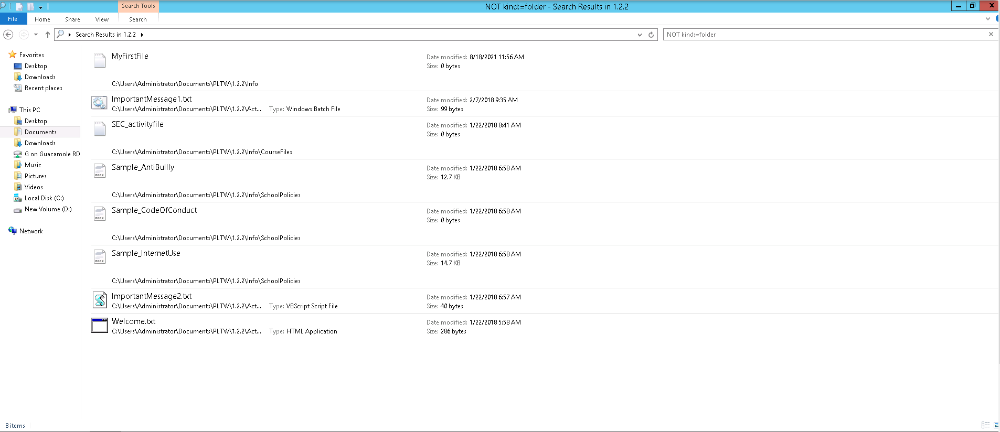 Search Tools
NOT kind:=folder - Search Results in 1.2.2
File
Home
Share
View
Search
Search Results in 1.2.2
NOT kind:=folder
Favorites
Desktop
Downloads
Recent places
This PC
Desktop
Documents
Downloads
G on Guacamole RD
Music
Pictures
Videos
Local Disk (C:)
New Volume (D:)
Network
MyFirstFile
Date modified: 8/18/2021 11:56 AM
Size: 0 bytes
C:\Users\Administrator\Documents\PLTW\1.2.2\Info
ImportantMessage1.txt
Date modified: 2/7/2018 9:35 AM
C:\Users\Administrator\Documents\PLTW\1.2.2\Act... Type: Windows Batch File
Size: 99 bytes
SEC_activityfile
Date modified: 1/22/2018 8:41 AM
Size: 0 bytes
C:\Users\Administrator\Documents\PLTW\1.2.2\Info\CourseFiles
DOCX
Sample_AntiBullly
Date modified: 1/22/2018 6:58 AM
Size: 12.7 KB
C:\Users\Administrator\Documents\PLTW\1.2.2\Info\SchoolPolicies
DOCX
Sample_CodeOfConduct
Date modified: 1/22/2018 6:58 AM
Size: 0 bytes
C:\Users\Administrator\Documents\PLTW\1.2.2\Info\SchoolPolicies
DOCX
Sample_InternetUse
Date modified: 1/22/2018 6:58 AM
Size: 14.7 KB
C:\Users\Administrator\Documents\PLTW\1.2.2\Info\SchoolPolicies
ImportantMessage2.txt
Date modified: 1/22/2018 6:57 AM
C:\Users\Administrator\Documents\PLTW\1.2.2\Act... Type: VBScript Script File
Size: 40 bytes
Welcome.txt
Date modified: 1/22/2018 5:58 AM
C:\Users\Administrator\Documents\PLTW\1.2.2\Act... Type: HTML Application
Size: 286 bytes
8 items